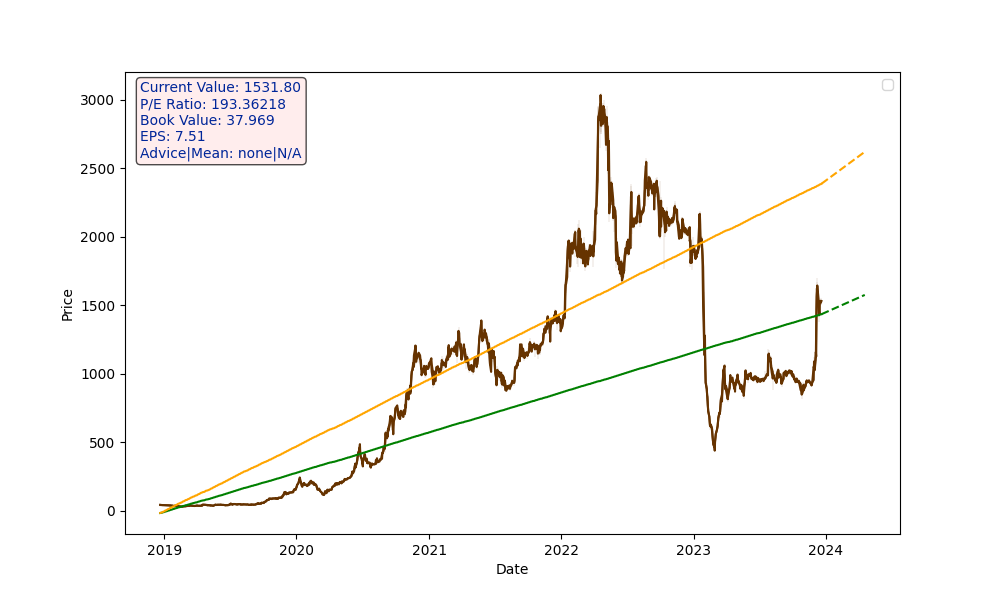 Current Value: 1531.80
P/E Ratio: 193.36218
Book Value: 37.969
EPS: 7.51
Advice|Mean: none|N/A
3000
2500
2000
1500
1000
500
0
Price
2019 2020 2021 2022 2023 2024
Date